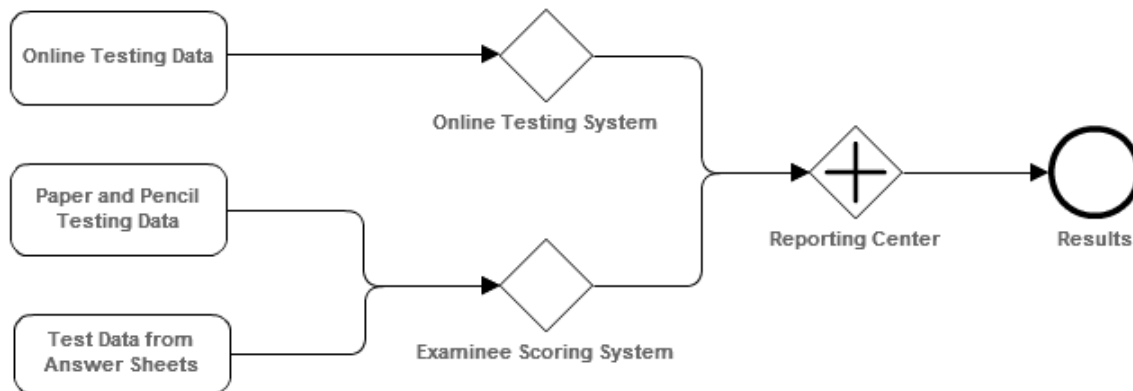 Online Testing Data
Online Testing System
Paper and Pencil
Testing Data
Reporting Center
Results
Test Data from
Answer Sheets
Examinee Scoring System